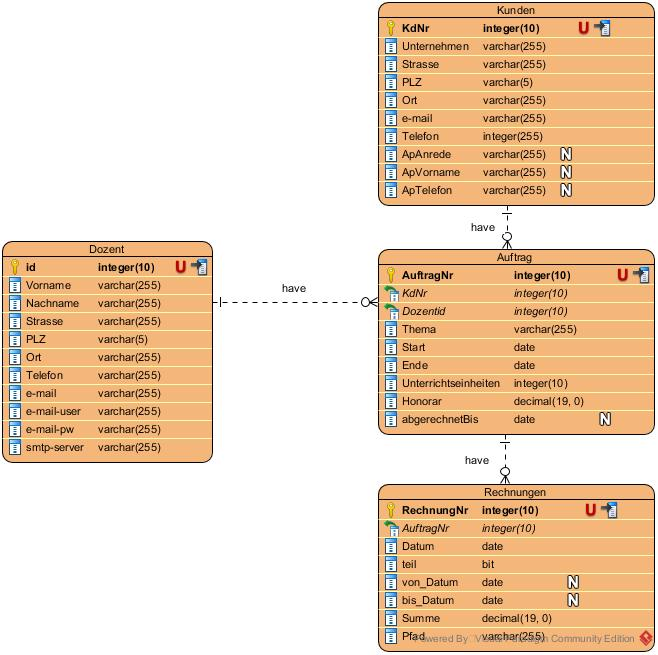 Kunden
KdNr integer(10) U
Unternehmen varchar(255)
Strasse varchar(255)
PLZ varchar(5)
Ort varchar(255)
e-mail varchar(255)
Telefon integer(255)
ApAnrede varchar(255) N
ApVorname varchar(255) N
ApTelefon varchar(255) N
have
Dozent
id integer(10) U
Vorname varchar(255)
Nachname varchar(255)
Strasse varchar(255)
PLZ varchar(5)
Ort varchar(255)
Telefon varchar(255)
e-mail varchar(255)
e-mail-user varchar(255)
e-mail-pw varchar(255)
smtp-server varchar(255)
have
Auftrag
AuftragNr integer(10) U
KdNr integer(10)
Dozentid integer(10)
Thema varchar(255)
Start date
Ende date
Unterrichtseinheiten integer(10)
Honorar decimal(19, 0)
abgerechnetBis date N
have
Rechnungen
RechnungNr integer(10) U
AuftragNr integer(10)
Datum date
teil bit
von_Datum date N
bis_Datum date N
Summe decimal(19, 0)
Pfad varchar(255)
Powered By Visual Paradigm Community Edition